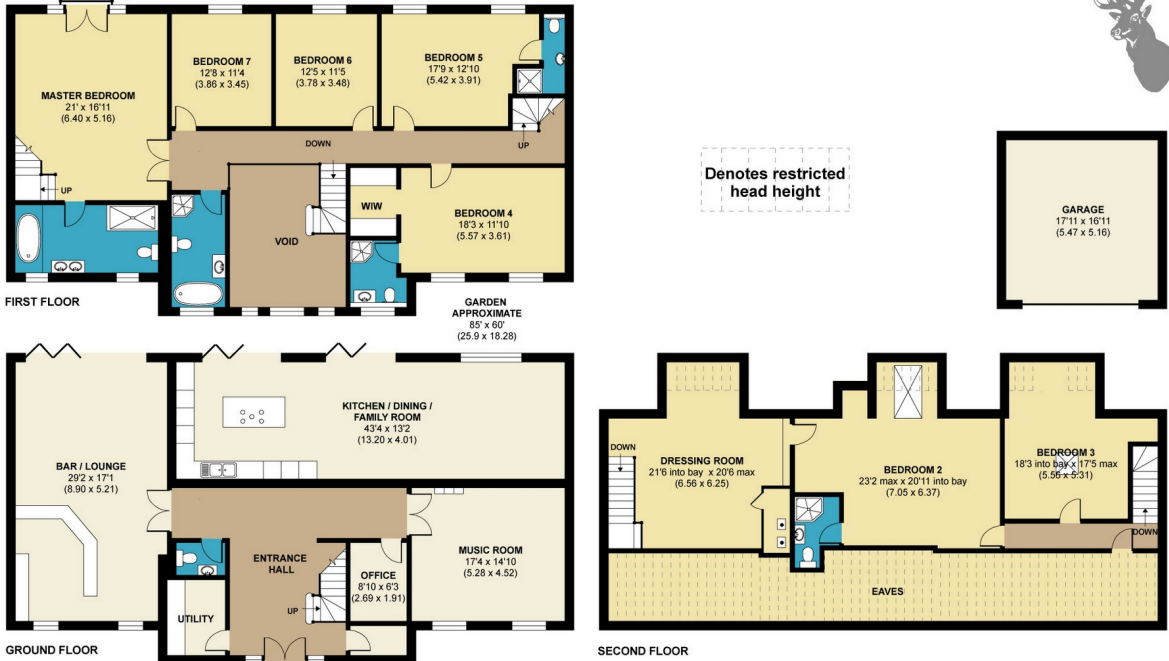 MASTER BEDROOM
21' x 16'11
(6.40 x 5.16)
UP
BEDROOM 7
12'8 x 11'4
(3.86 x 3.45)
BEDROOM 6
12'5 x 11'5
(3.78 x 3.48)
BEDROOM 5
17'9 x 12'10
(5.42 x 3.91)
UP
DOWN
VOID
WIW
BEDROOM 4
18'3 x 11'10
(5.57 x 3.61)
FIRST FLOOR
GARDEN
APPROXIMATE
85' x 60'
(25.9 x 18.28)
Denotes restricted
head height
GARAGE
17'11 x 16'11
(5.47 x 5.16)
KITCHEN / DINING /
FAMILY ROOM
43'4 x 13'2
(13.20 x 4.01)
BAR / LOUNGE
29'2 x 17'1
(8.90 x 5.21)
ENTRANCE
HALL
UP
UTILITY
OFFICE
8'10 x 6'3
(2.69 x 1.91)
MUSIC ROOM
17'4 x 14'10
(5.28 x 4.52)
GROUND FLOOR
DOWN
DRESSING ROOM
21'6 into bay x 20'6 max
(6.56 x 6.25)
BEDROOM 2
23'2 max x 20'11 into bay
(7.05 x 6.37)
BEDROOM 3
18'3 into bay x 17'5 max
(5.56 x 5.31)
DOWN
EAVES
SECOND FLOOR